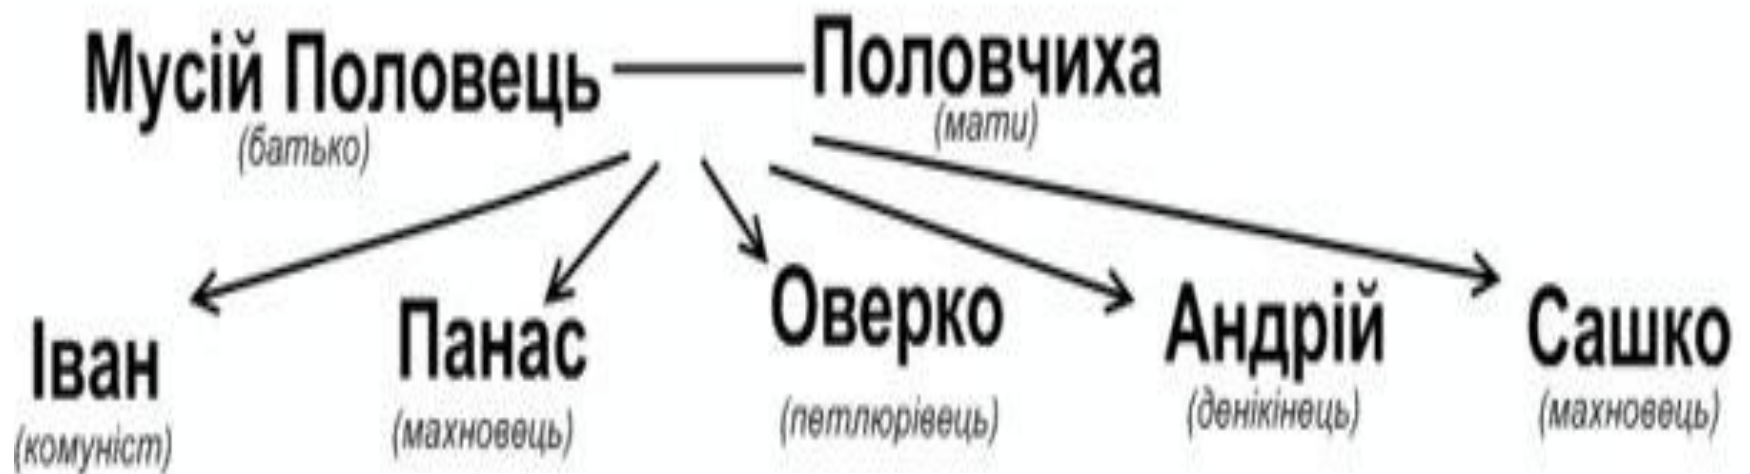 Мусій Половець Половчиха
(батько) (мати)
Іван Панас Оверко Андрій Сашко
(комуніст) (махновець) (петлюрівець) (денікінець) (махновець)